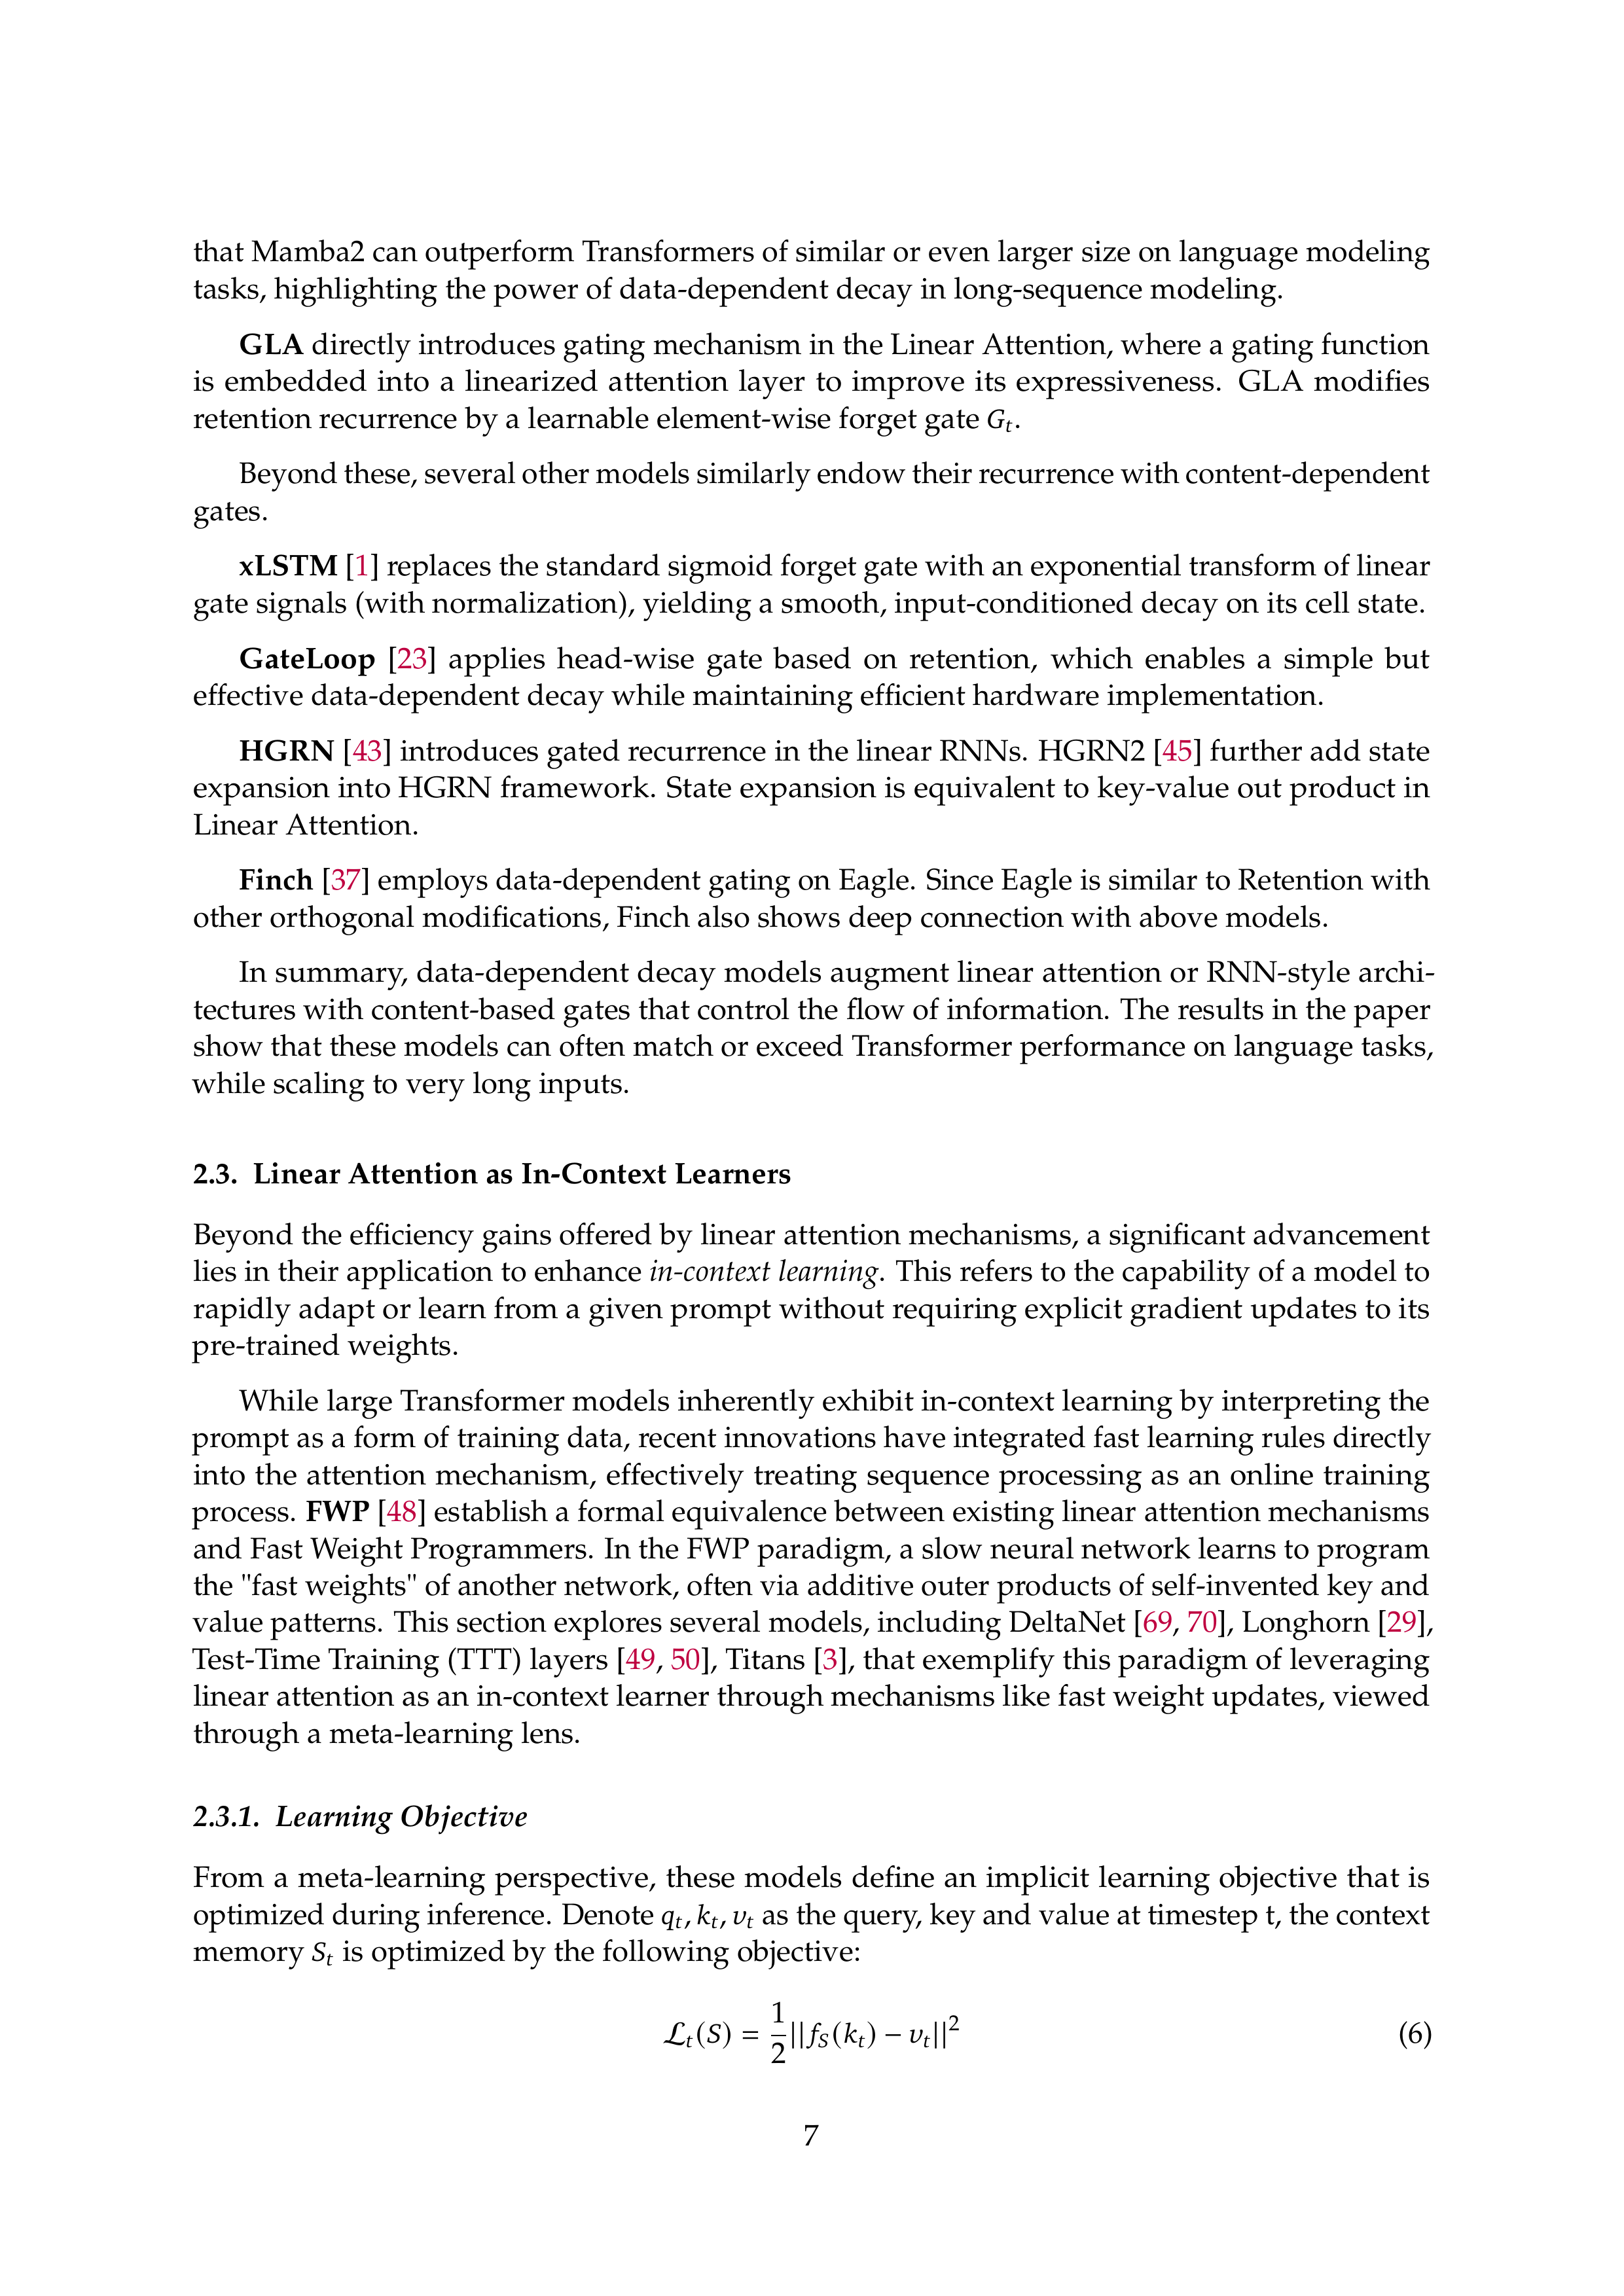 that Mamba2 can outperform Transformers of similar or even larger size on language modeling
tasks, highlighting the power of data-dependent decay in long-sequence modeling.
GLA directly introduces gating mechanism in the Linear Attention, where a gating function
is embedded into a linearized attention layer to improve its expressiveness. GLA modifies
retention recurrence by a learnable element-wise forget gate Gₜ.
Beyond these, several other models similarly endow their recurrence with content-dependent
gates.
xLSTM [1] replaces the standard sigmoid forget gate with an exponential transform of linear
gate signals (with normalization), yielding a smooth, input-conditioned decay on its cell state.
GateLoop [23] applies head-wise gate based on retention, which enables a simple but
effective data-dependent decay while maintaining efficient hardware implementation.
HGRN [43] introduces gated recurrence in the linear RNNs. HGRN2 [45] further add state
expansion into HGRN framework. State expansion is equivalent to key-value out product in
Linear Attention.
Finch [37] employs data-dependent gating on Eagle. Since Eagle is similar to Retention with
other orthogonal modifications, Finch also shows deep connection with above models.
In summary, data-dependent decay models augment linear attention or RNN-style archi-
tectures with content-based gates that control the flow of information. The results in the paper
show that these models can often match or exceed Transformer performance on language tasks,
while scaling to very long inputs.
2.3. Linear Attention as In-Context Learners
Beyond the efficiency gains offered by linear attention mechanisms, a significant advancement
lies in their application to enhance in-context learning. This refers to the capability of a model to
rapidly adapt or learn from a given prompt without requiring explicit gradient updates to its
pre-trained weights.
While large Transformer models inherently exhibit in-context learning by interpreting the
prompt as a form of training data, recent innovations have integrated fast learning rules directly
into the attention mechanism, effectively treating sequence processing as an online training
process. FWP [48] establish a formal equivalence between existing linear attention mechanisms
and Fast Weight Programmers. In the FWP paradigm, a slow neural network learns to program
the "fast weights" of another network, often via additive outer products of self-invented key and
value patterns. This section explores several models, including DeltaNet [69, 70], Longhorn [29],
Test-Time Training (TTT) layers [49, 50], Titans [3], that exemplify this paradigm of leveraging
linear attention as an in-context learner through mechanisms like fast weight updates, viewed
through a meta-learning lens.
2.3.1. Learning Objective
From a meta-learning perspective, these models define an implicit learning objective that is
optimized during inference. Denote qₜ, kₜ, vₜ as the query, key and value at timestep t, the context
memory Sₜ is optimized by the following objective:
ℒₜ(S) = 1/2 ||f_S(kₜ) − vₜ||² (6)
7